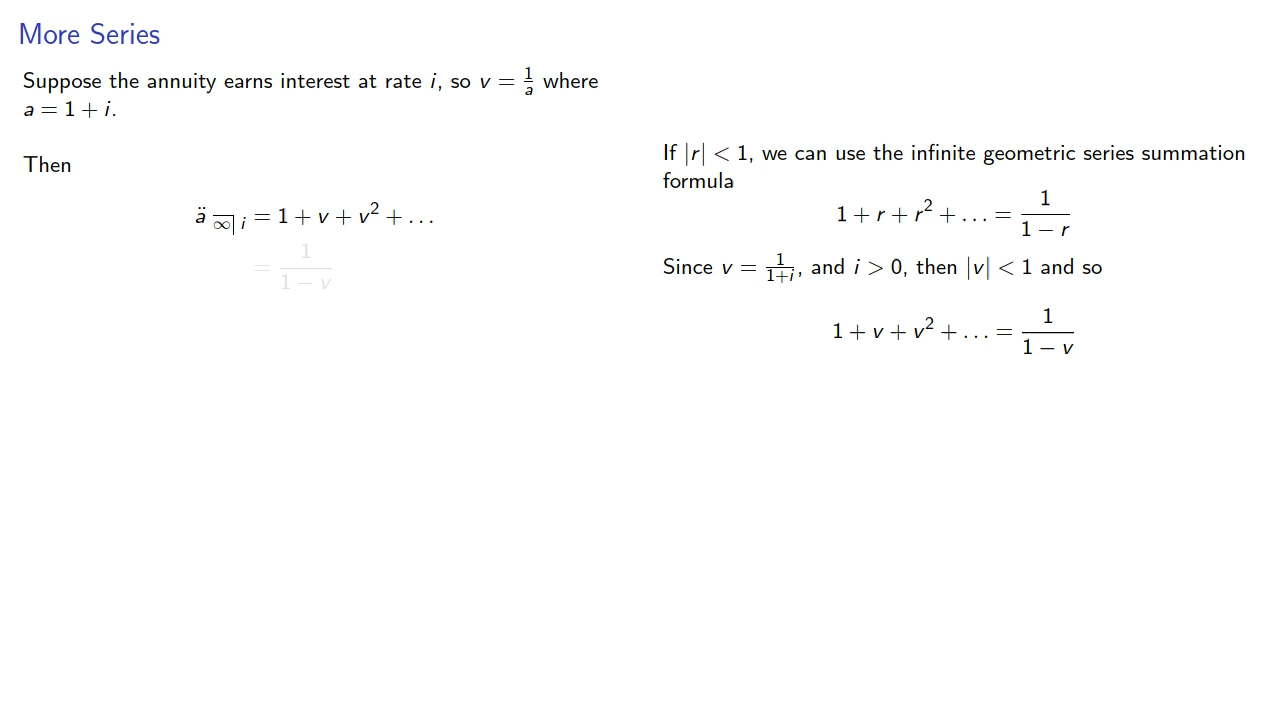 More Series
Suppose the annuity earns interest at rate i, so v = 1/a where
a = 1 + i.
Then
ä ∞̅| i = 1 + v + v² + ...
= 1/(1 − v)
If |r| < 1, we can use the infinite geometric series summation
formula
1 + r + r² + ... = 1/(1 − r)
Since v = 1/(1+i), and i > 0, then |v| < 1 and so
1 + v + v² + ... = 1/(1 − v)